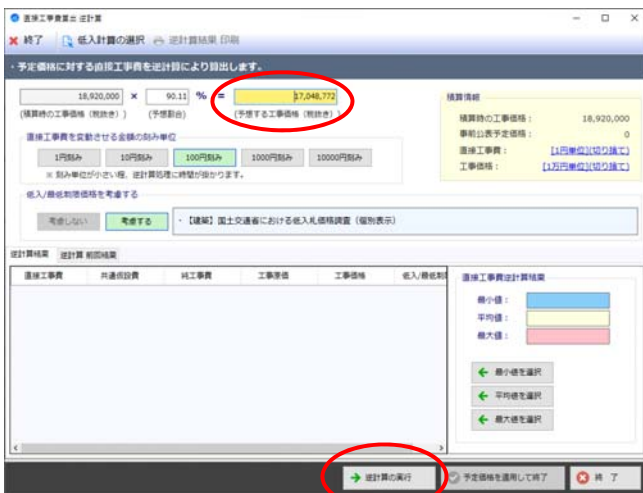 直接工事費算出 逆計算
終了 低入計算の選択 逆計算結果 印刷
・予定価格に対する直接工事費を逆計算により算出します。
18,920,000 × 90.11 % = 17,048,772
(積算時の工事価格（税抜き）) (予想割合) (予想する工事価格（税抜き）)
積算情報
積算時の工事価格： 18,920,000
事前公表予定価格： 0
直接工事費： [1円単位](切り捨て)
工事価格： [1万円単位](切り捨て)
直接工事費を変動させる金額の刻み単位
1円刻み 10円刻み 100円刻み 1000円刻み 10000円刻み
※ 刻み単位が小さい程、逆計算処理に時間が掛かります。
低入/最低制限価格を考慮する
考慮しない 考慮する ・【建築】国土交通省における低入札価格調査（個別表示）
逆計算結果 逆計算 前回結果
直接工事費 共通仮設費 純工事費 工事原価 工事価格 低入/最低制
直接工事費逆計算結果
最小値：
平均値：
最大値：
最小値を選択
平均値を選択
最大値を選択
逆計算の実行 予定価格を適用して終了 終 了